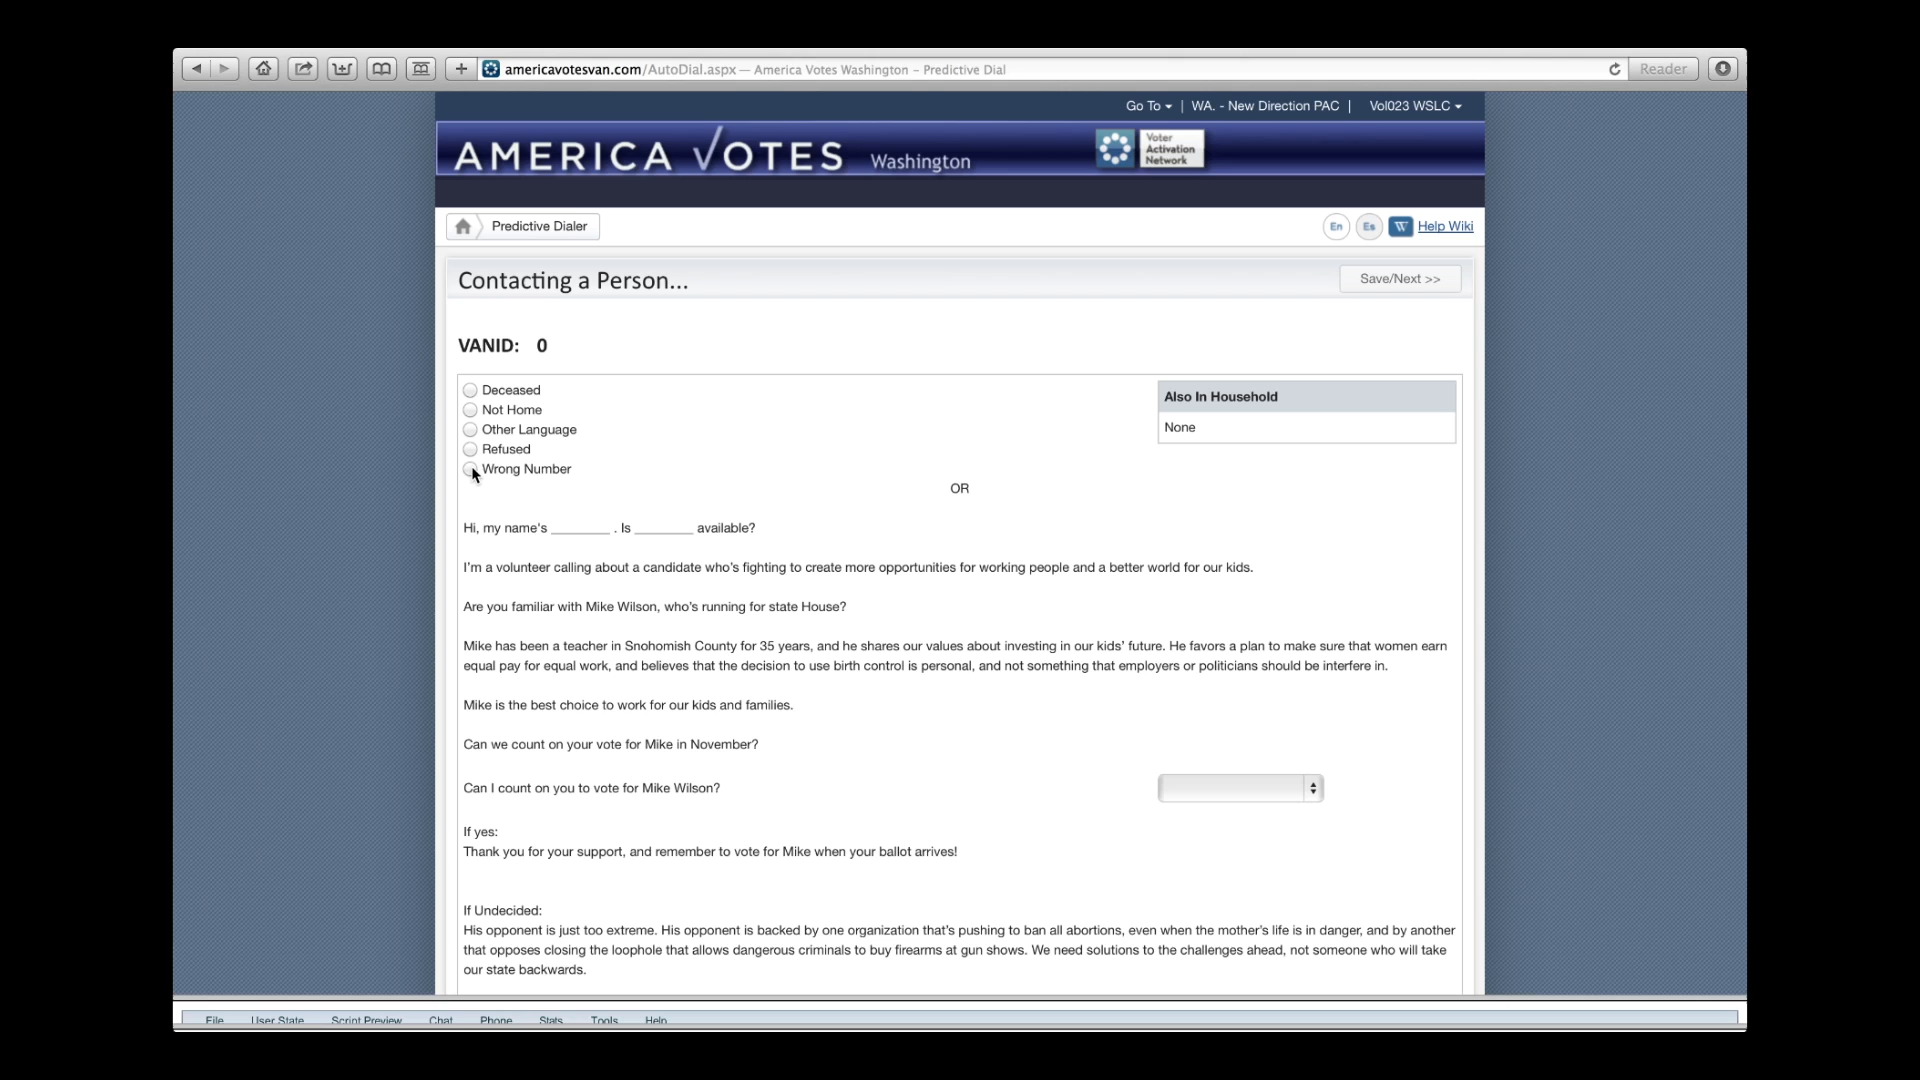 americavotesvan.com/AutoDial.aspx — America Votes Washington – Predictive Dial
Reader
Go To | WA. - New Direction PAC | Vol023 WSLC
AMERICA VOTES Washington
Voter
Activation
Network
Predictive Dialer
En Es W Help Wiki
Contacting a Person...
Save/Next >>
VANID: 0
Deceased
Not Home
Other Language
Refused
Wrong Number
Also In Household
None
OR
Hi, my name's ________ . Is ________ available?
I'm a volunteer calling about a candidate who's fighting to create more opportunities for working people and a better world for our kids.
Are you familiar with Mike Wilson, who's running for state House?
Mike has been a teacher in Snohomish County for 35 years, and he shares our values about investing in our kids' future. He favors a plan to make sure that women earn
equal pay for equal work, and believes that the decision to use birth control is personal, and not something that employers or politicians should be interfere in.
Mike is the best choice to work for our kids and families.
Can we count on your vote for Mike in November?
Can I count on you to vote for Mike Wilson?
If yes:
Thank you for your support, and remember to vote for Mike when your ballot arrives!
If Undecided:
His opponent is just too extreme. His opponent is backed by one organization that's pushing to ban all abortions, even when the mother's life is in danger, and by another
that opposes closing the loophole that allows dangerous criminals to buy firearms at gun shows. We need solutions to the challenges ahead, not someone who will take
our state backwards.
File User State Script Preview Chat Phone Stats Tools Help